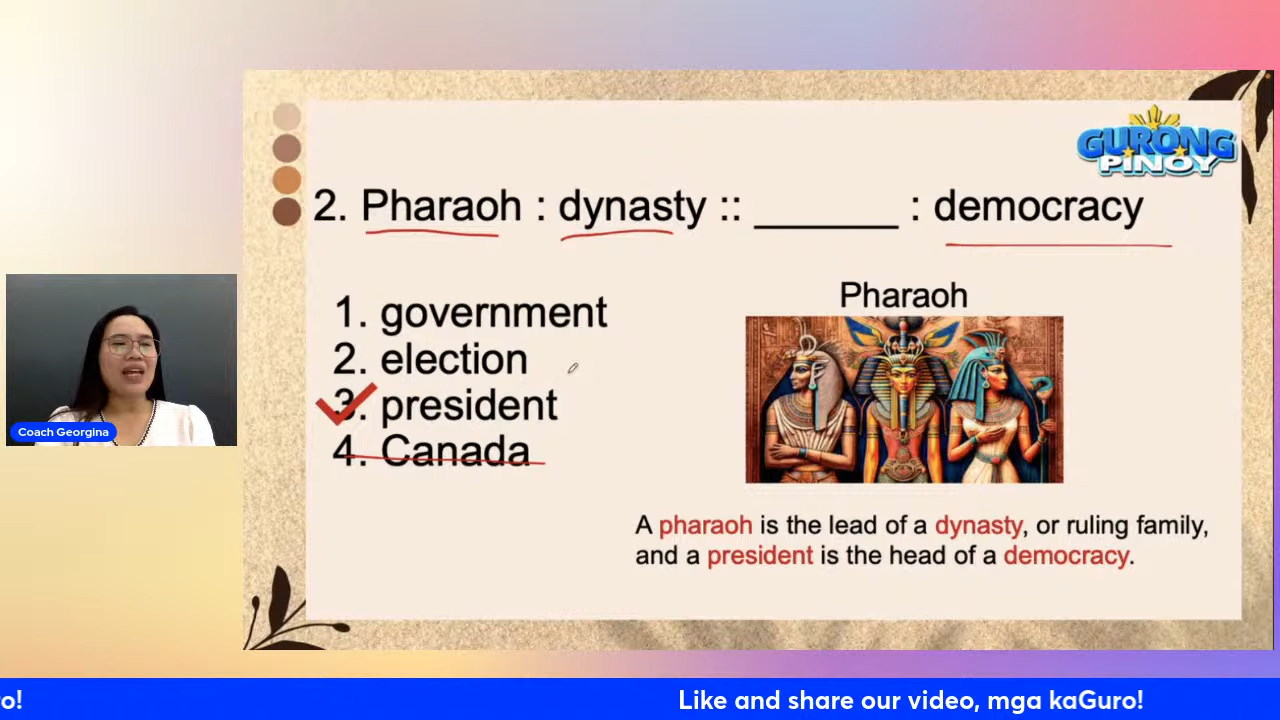 GURONG
PINOY
2. Pharaoh : dynasty :: _______ : democracy
1. government
2. election
3. president
4. Canada
Pharaoh
A pharaoh is the lead of a dynasty, or ruling family,
and a president is the head of a democracy.
Coach Georgina
o! Like and share our video, mga kaGuro!